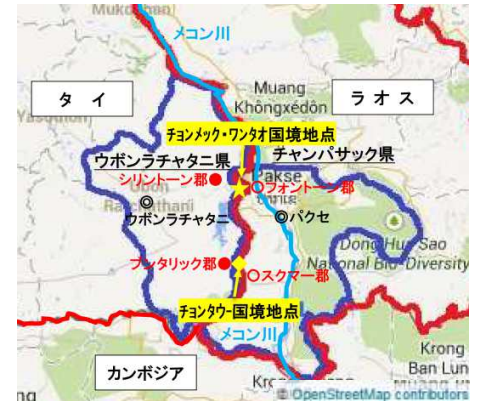 メコン川
タイ
ラオス
Muang
Khôngxédôn
チョンメック・ワンタオ国境地点
ウボンラチャタニ県
チャンパサック県
シリントーン郡
Pakse
フォントーン郡
ウボンラチャタニ
パクセ
Dong Hua Sao
National Bio-Diversity
ブンタリック郡
スクマー郡
チョンタウー国境地点
メコン川
カンボジア
Krong
Ban Lun
© OpenStreetMap contributors